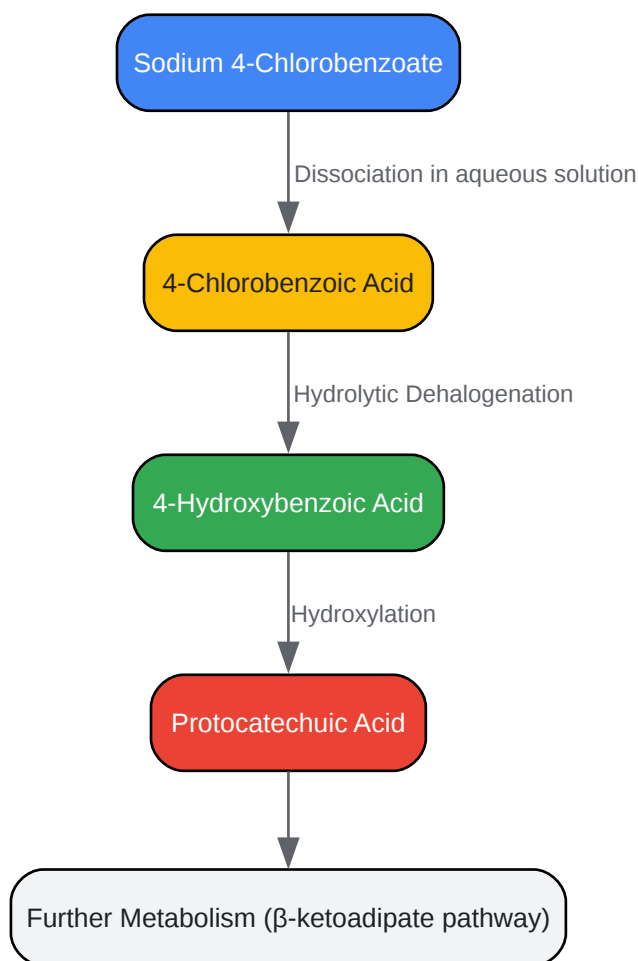 Sodium 4-Chlorobenzoate
Dissociation in aqueous solution
4-Chlorobenzoic Acid
Hydrolytic Dehalogenation
4-Hydroxybenzoic Acid
Hydroxylation
Protocatechuic Acid
Further Metabolism (β-ketoadipate pathway)